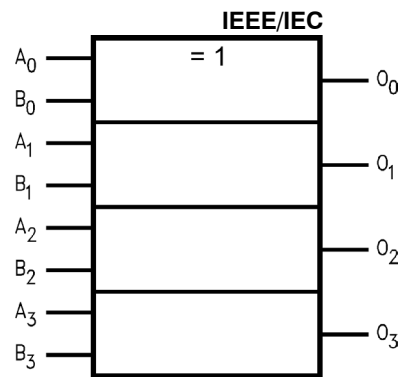 IEEE/IEC
= 1
A0
B0
O0
A1
B1
O1
A2
B2
O2
A3
B3
O3